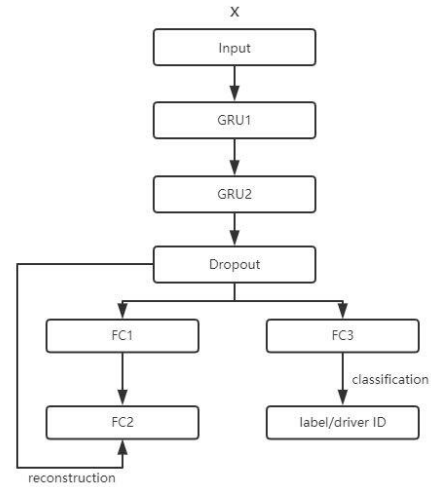 X
Input
GRU1
GRU2
Dropout
FC1
FC3
classification
FC2
label/driver ID
reconstruction